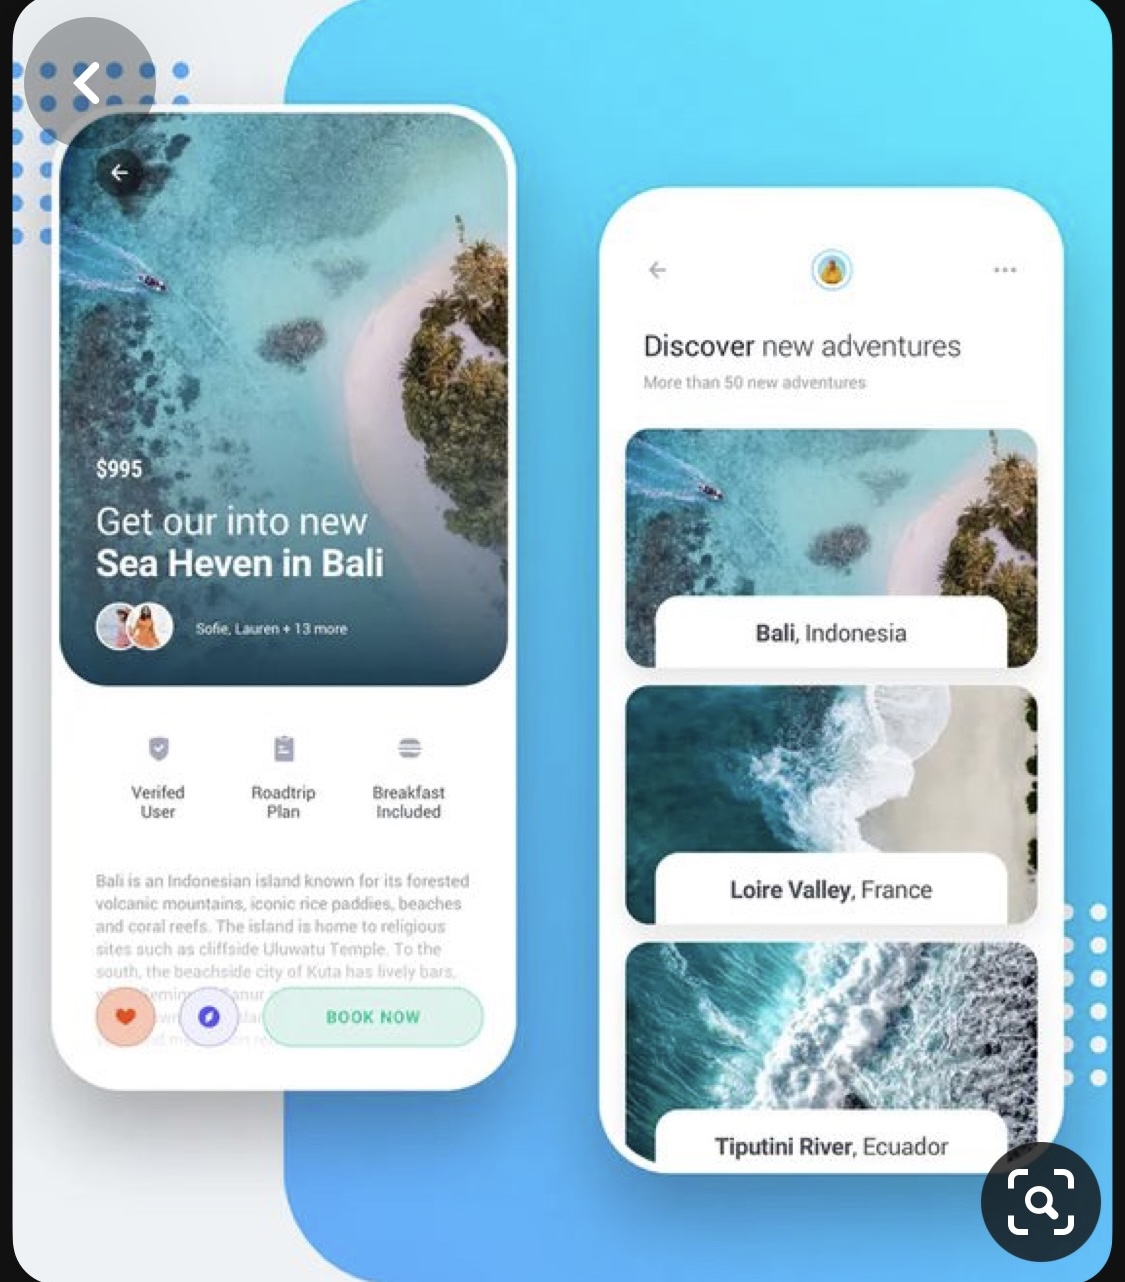 $995
Get our into new
Sea Heven in Bali
Sofie, Lauren + 13 more
Verifed
User
Roadtrip
Plan
Breakfast
Included
Bali is an Indonesian island known for its forested
volcanic mountains, iconic rice paddies, beaches
and coral reefs. The island is home to religious
sites such as cliffside Uluwatu Temple. To the
south, the beachside city of Kuta has lively bars,
BOOK NOW
Discover new adventures
More than 50 new adventures
Bali, Indonesia
Loire Valley, France
Tiputini River, Ecuador